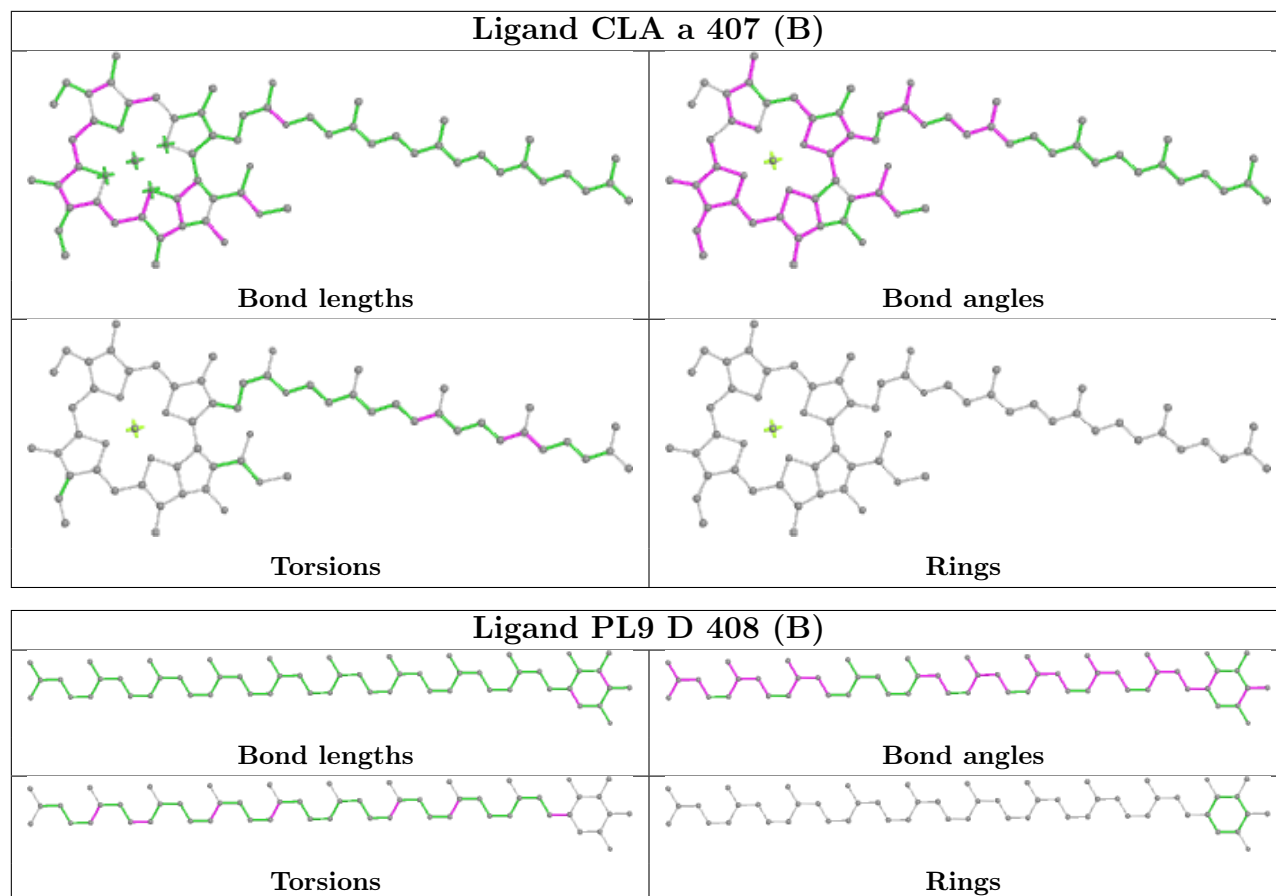 Ligand CLA a 407 (B)
Bond lengths
Bond angles
Torsions
Rings
Ligand PL9 D 408 (B)
Bond lengths
Bond angles
Torsions
Rings